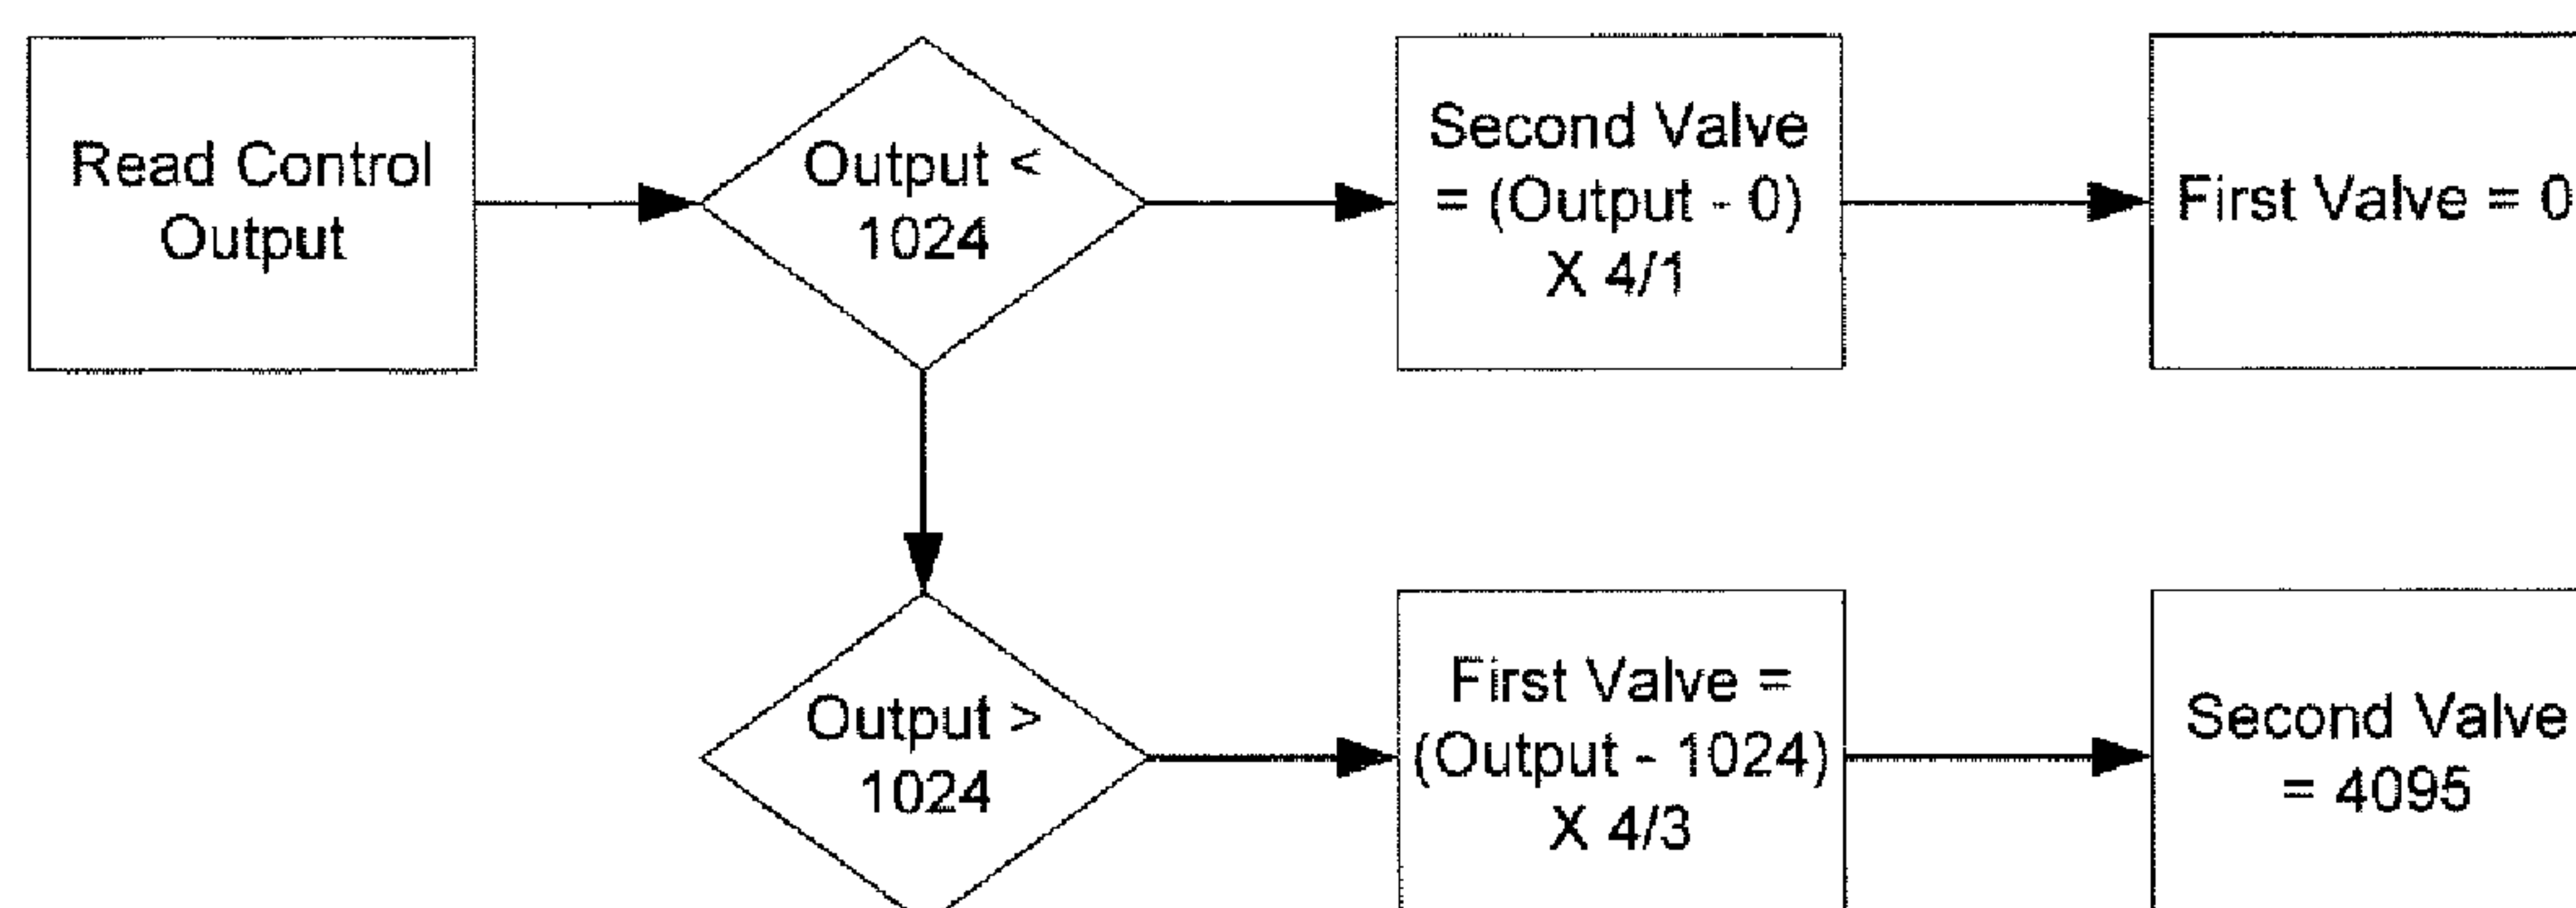 Read Control
Output
Output <
1024
Second Valve
= (Output - 0)
X 4/1
First Valve = 0
Output >
1024
First Valve =
(Output - 1024)
X 4/3
Second Valve
= 4095